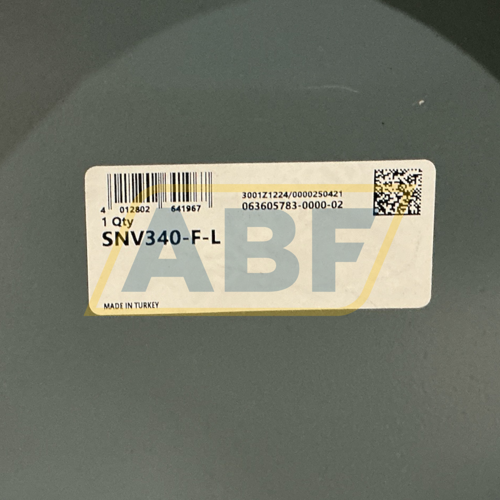 3001Z1224/0000250421
063605783-0000-02
4 012802 641967
1 Qty
SNV340-F-L
ABF
MADE IN TURKEY